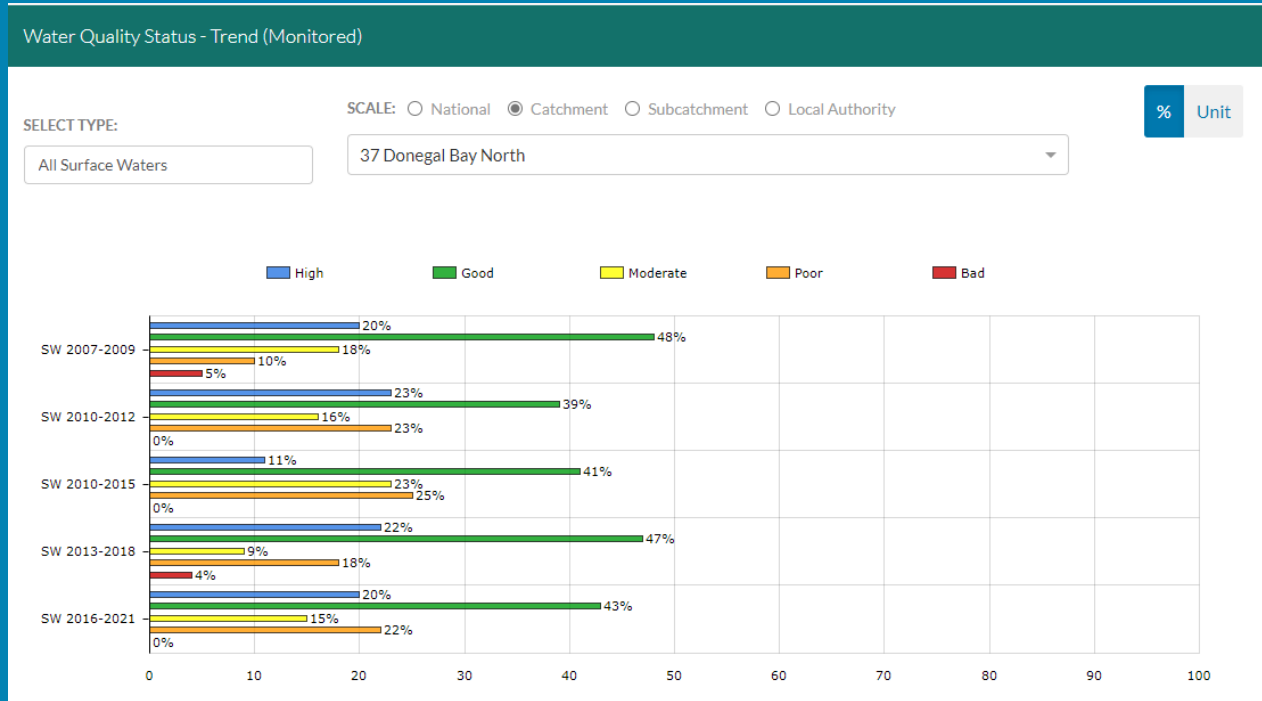 Water Quality Status - Trend (Monitored)
SCALE: National Catchment Subcatchment Local Authority
% Unit
SELECT TYPE:
All Surface Waters
37 Donegal Bay North
High Good Moderate Poor Bad
20%
48%
SW 2007-2009 18%
10%
5%
23%
39%
SW 2010-2012 16%
23%
0%
11%
41%
SW 2010-2015 23%
25%
0%
22%
47%
SW 2013-2018 9%
18%
4%
20%
43%
SW 2016-2021 15%
22%
0%
0 10 20 30 40 50 60 70 80 90 100